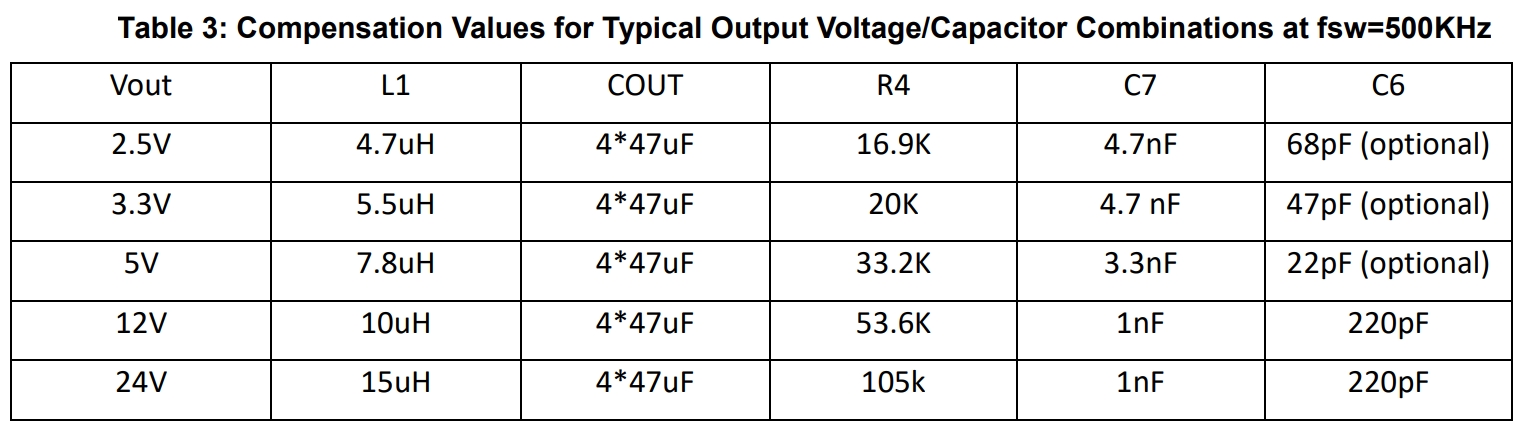 Table 3: Compensation Values for Typical Output Voltage/Capacitor Combinations at fsw=500KHz
Vout L1 COUT R4 C7 C6
2.5V 4.7uH 4*47uF 16.9K 4.7nF 68pF (optional)
3.3V 5.5uH 4*47uF 20K 4.7 nF 47pF (optional)
5V 7.8uH 4*47uF 33.2K 3.3nF 22pF (optional)
12V 10uH 4*47uF 53.6K 1nF 220pF
24V 15uH 4*47uF 105k 1nF 220pF